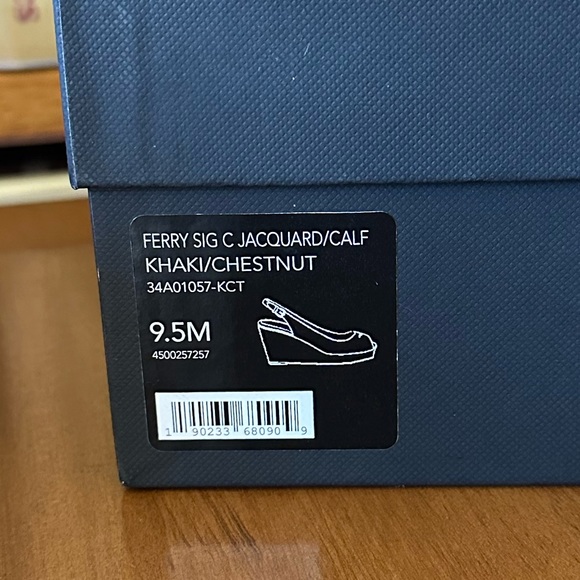 FERRY SIG C JACQUARD/CALF
KHAKI/CHESTNUT
34A01057-KCT
9.5M
4500257257
1 90233 68090 9